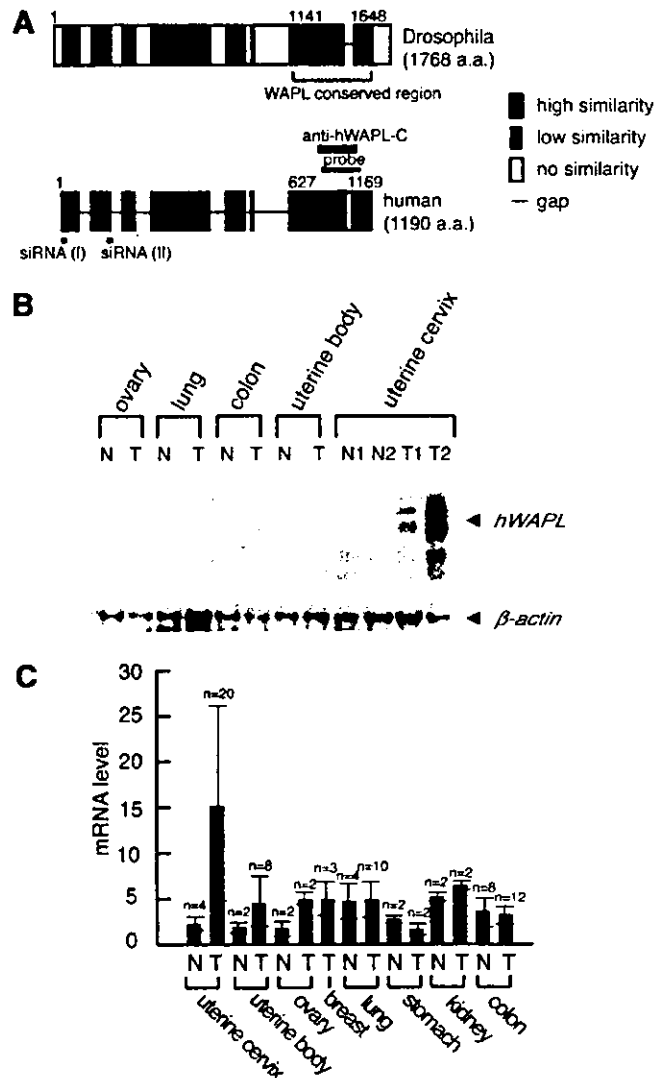 A
1 1141 1648
Drosophila
(1768 a.a.)
WAPL conserved region
high similarity
low similarity
no similarity
gap
anti-hWAPL-C
probe
1 627 1169
human
(1190 a.a.)
siRNA (I) siRNA (II)
B
ovary lung colon uterine body uterine cervix
N T N T N T N T N1 N2 T1 T2
hWAPL
β-actin
C
mRNA level
30
25
20
15
10
5
0
n=4 n=20 n=2 n=8 n=2 n=2 n=3 n=4 n=10 n=2 n=2 n=2 n=2 n=8 n=12
N T N T N T T N T N T N T N T
uterine cervix uterine body ovary breast lung stomach kidney colon